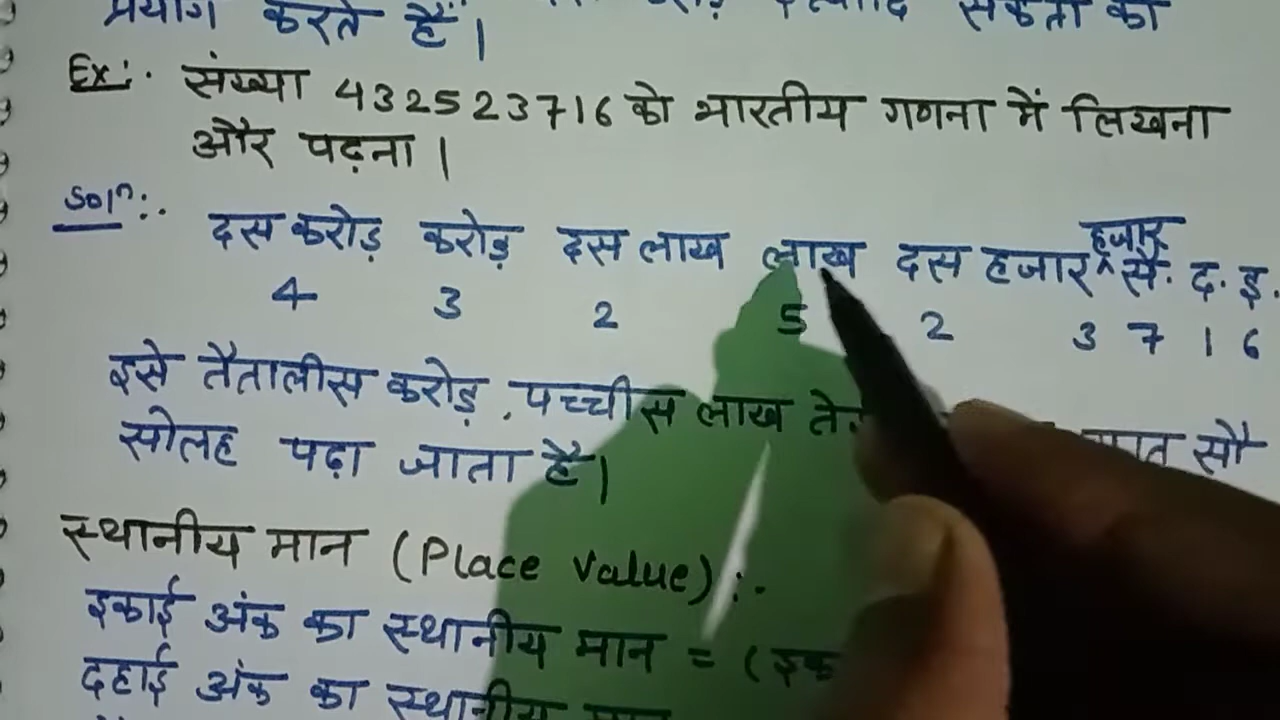 प्रयोग करते हैं।
Ex:. संख्या 432523716 को भारतीय गणना में लिखना
और पढ़ना।
Solⁿ:. दस करोड़ करोड़ दस लाख लाख दस हजार हजार सै. द. इ.
4 3 2 5 2 3 7 1 6
इसे तैतालीस करोड़, पच्चीस लाख सौ
सोलह पढ़ा जाता है।
स्थानीय मान (Place value):.
इकाई अंक का स्थानीय मान = (
दहाई अंक का स्थानीय मान